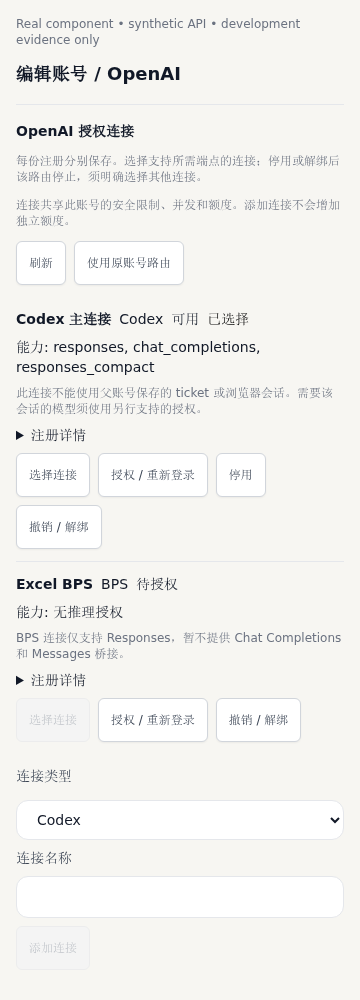 Real component • synthetic API • development
evidence only
编辑账号 / OpenAI
OpenAI 授权连接
每份注册分别保存。选择支持所需端点的连接；停用或解绑后
该路由停止，须明确选择其他连接。
连接共享此账号的安全限制、并发和额度。添加连接不会增加
独立额度。
刷新 使用原账号路由
Codex 主连接 Codex 可用 已选择
能力: responses, chat_completions,
responses_compact
此连接不能使用父账号保存的 ticket 或浏览器会话。需要该
会话的模型须使用另行支持的授权。
▶ 注册详情
选择连接 授权 / 重新登录 停用
撤销 / 解绑
Excel BPS BPS 待授权
能力: 无推理授权
BPS 连接仅支持 Responses，暂不提供 Chat Completions
和 Messages 桥接。
▶ 注册详情
选择连接 授权 / 重新登录 撤销 / 解绑
连接类型
Codex
连接名称
添加连接